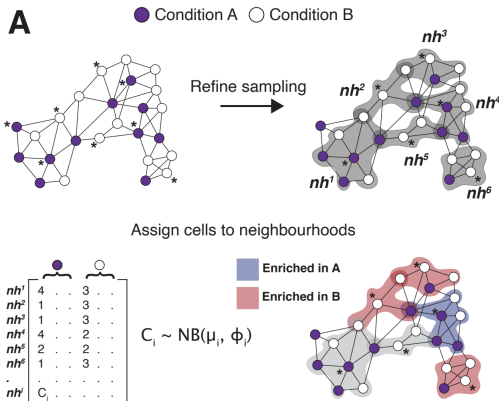 A
Condition A
Condition B
Refine sampling
nh³
nh²
nh⁴
nh⁵
nh¹
nh⁶
* * * * * * *
* * * * *
Assign cells to neighbourhoods
nh¹ 4 . . 3 . .
nh² 1 . . 3 . .
nh³ 1 . . 3 . .
nh⁴ 4 . . 2 . .
nh⁵ 2 . . 2 . .
nh⁶ 1 . . 3 . .
. . . . . . .
nhⁱ Cᵢ . . . . .
Cᵢ ~ NB(μᵢ, ϕᵢ)
Enriched in A
Enriched in B